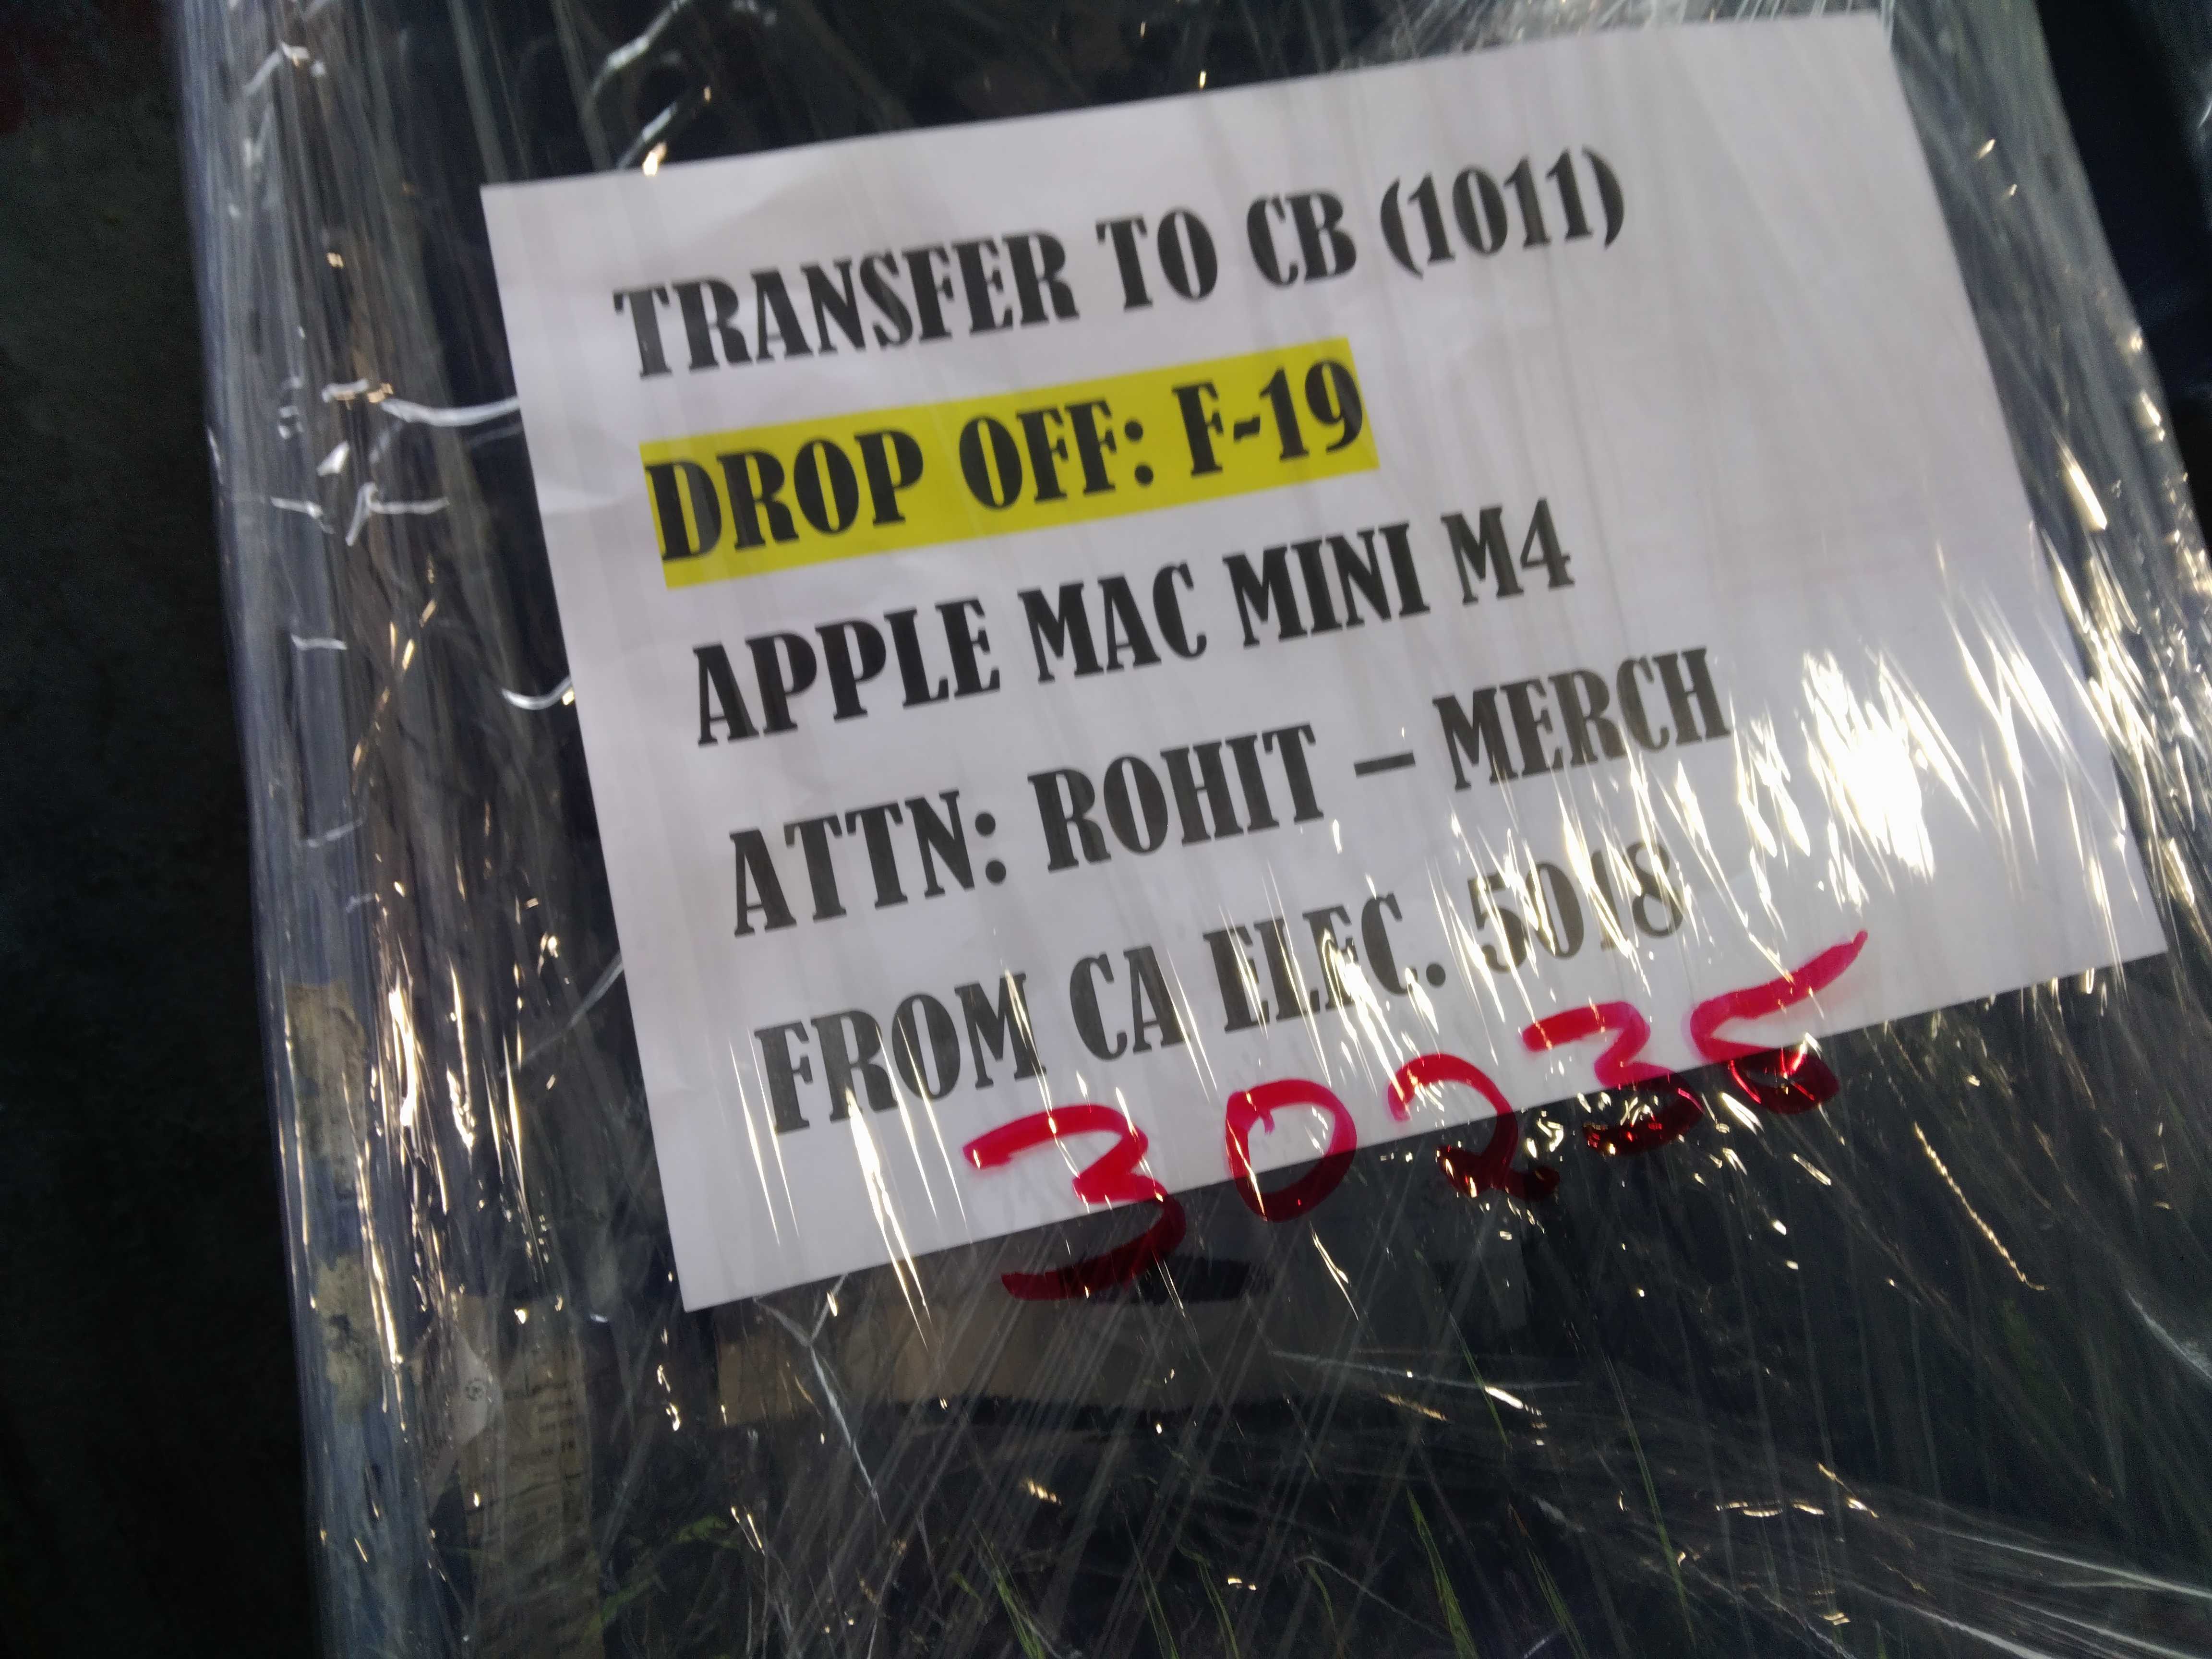 TRANSFER TO CB (1011)
DROP OFF: F-19
APPLE MAC MINI M4
ATTN: ROHIT – MERCH
FROM CA ELEC. 5018
30235